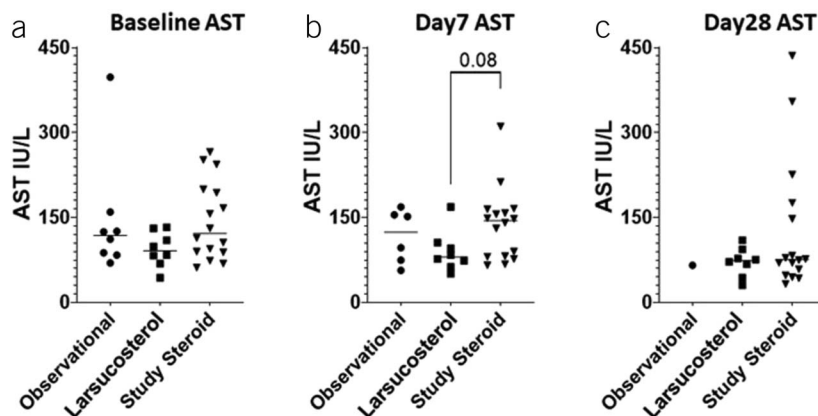 a
Baseline AST
AST IU/L
450
300
150
0
Observational
Larsucosterol
Study Steroid
b
Day7 AST
AST IU/L
450
300
150
0
0.08
Observational
Larsucosterol
Study Steroid
c
Day28 AST
AST IU/L
450
300
150
0
Observational
Larsucosterol
Study Steroid